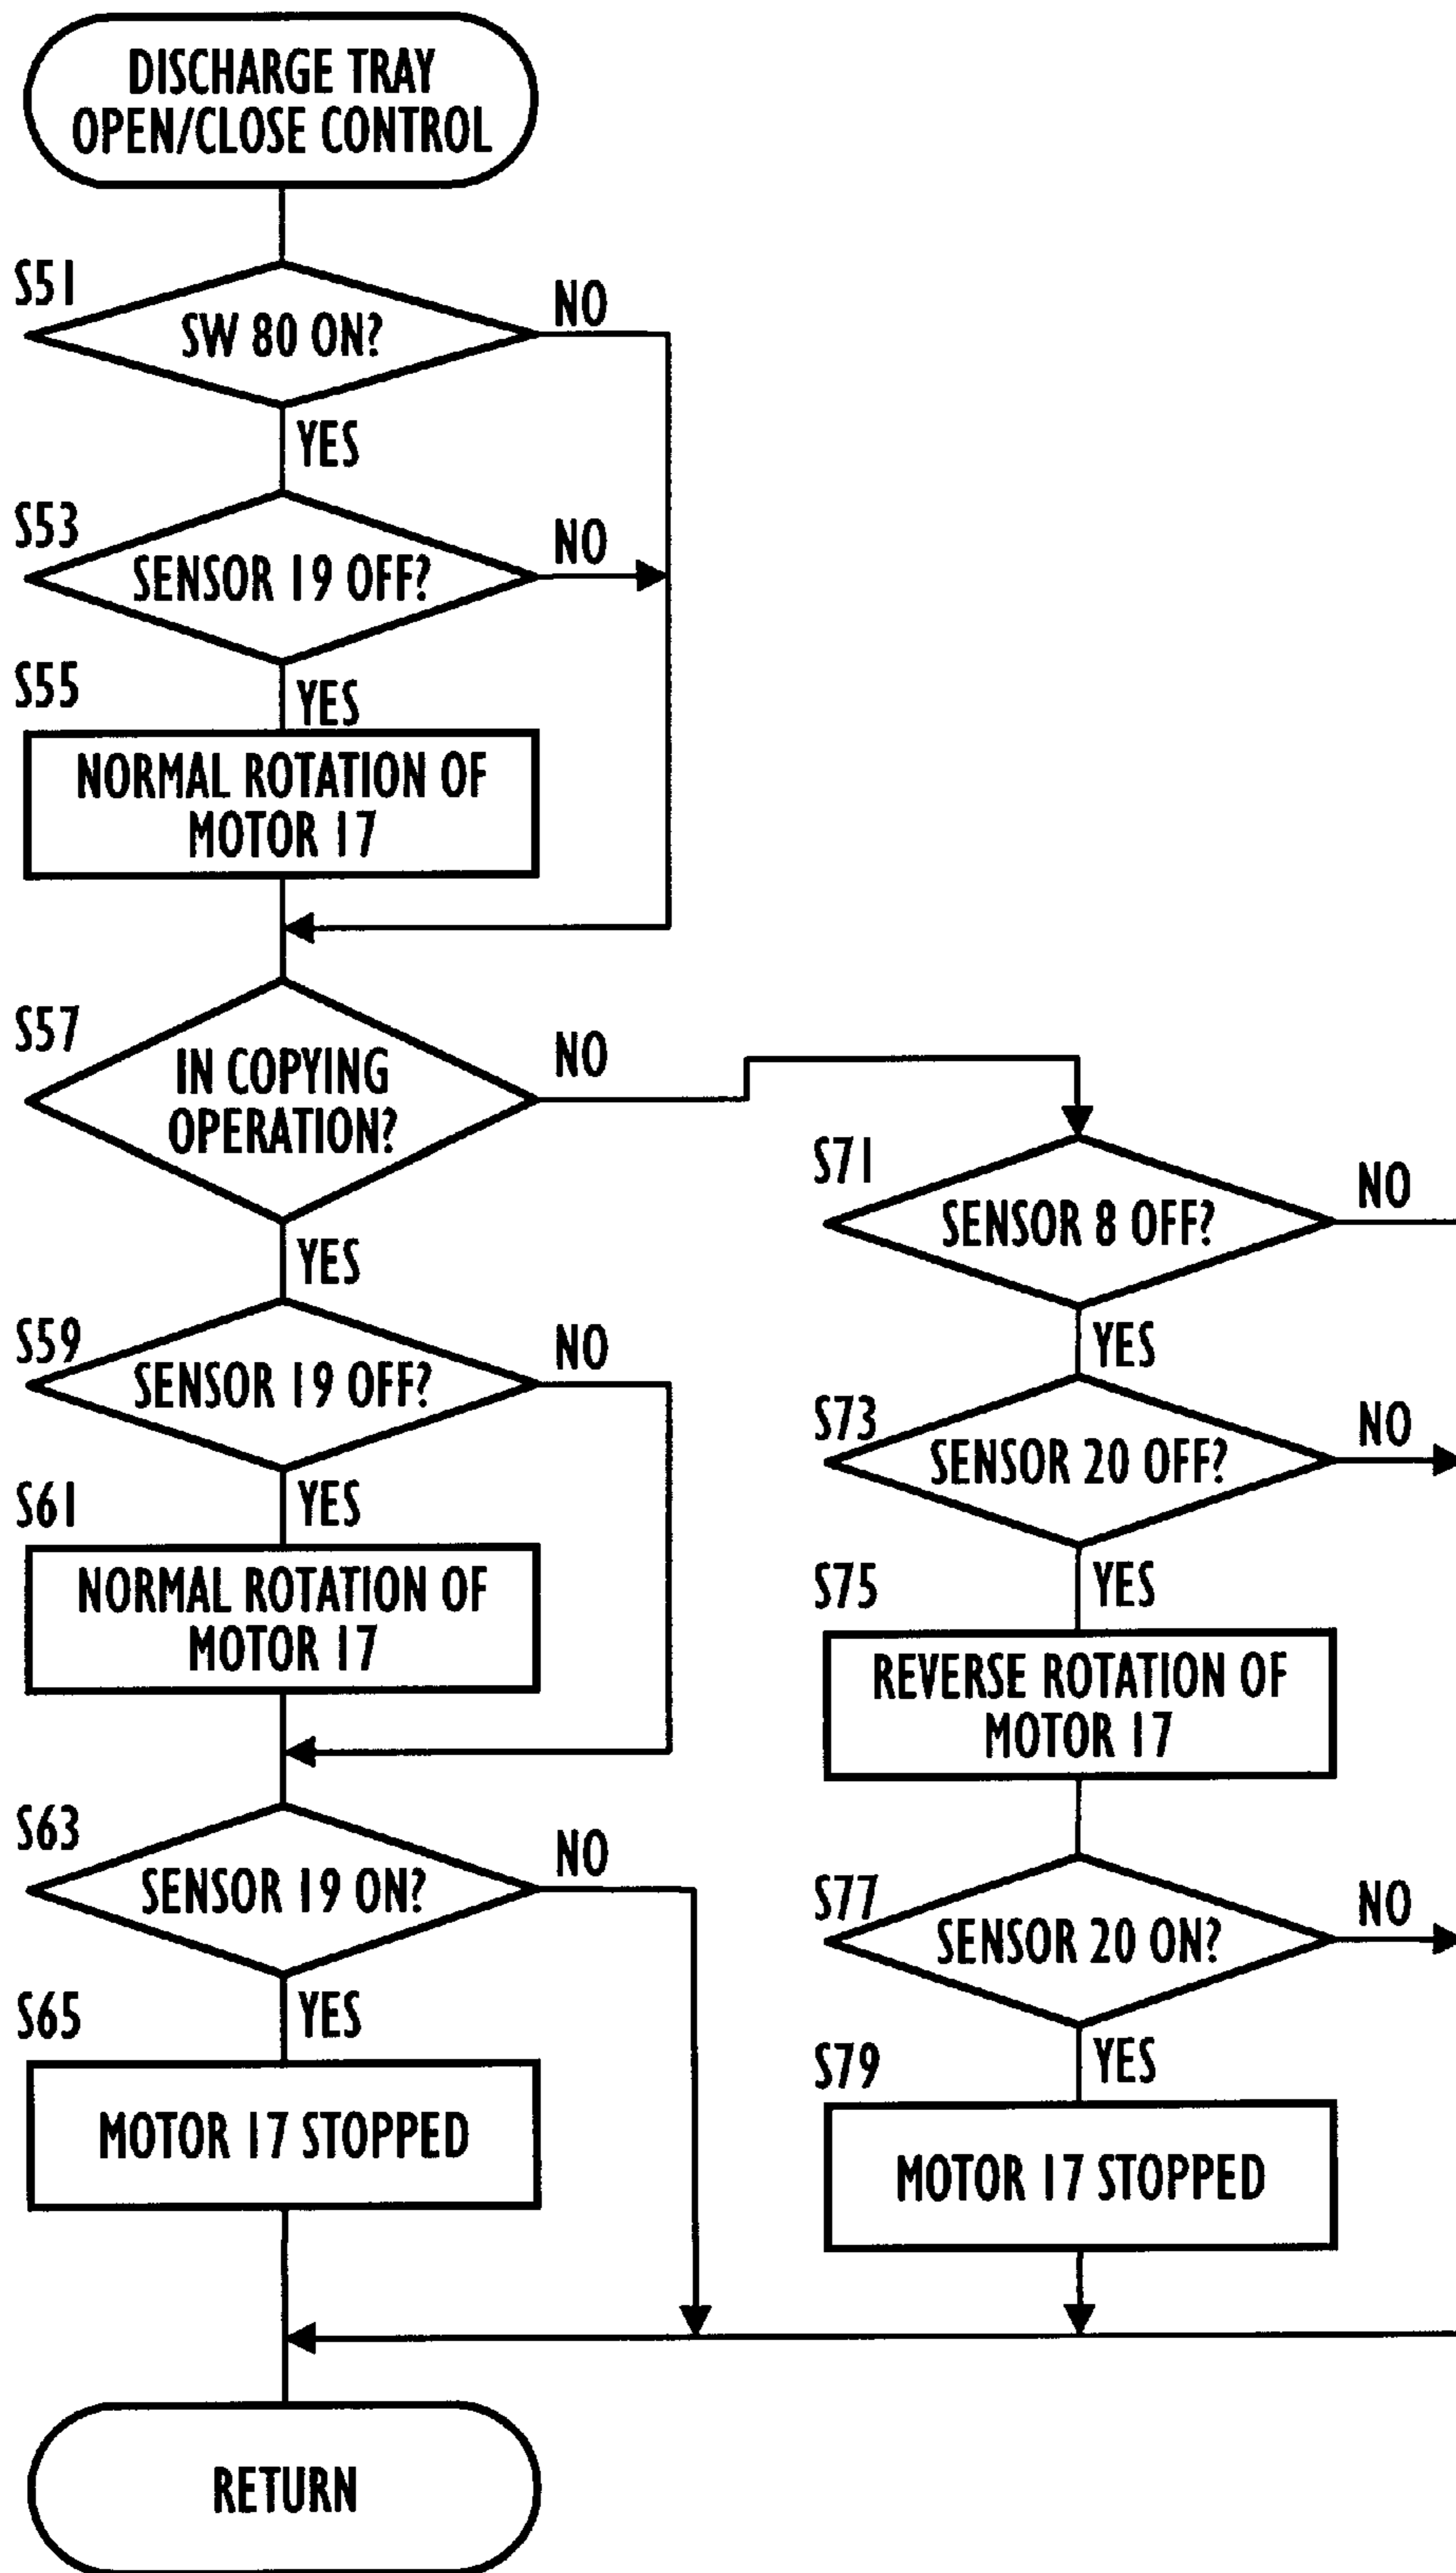 DISCHARGE TRAY
OPEN/CLOSE CONTROL
S51
SW 80 ON?
NO
YES
S53
SENSOR 19 OFF?
NO
YES
S55
NORMAL ROTATION OF
MOTOR 17
S57
IN COPYING
OPERATION?
NO
YES
S59
SENSOR 19 OFF?
NO
YES
S61
NORMAL ROTATION OF
MOTOR 17
S63
SENSOR 19 ON?
NO
YES
S65
MOTOR 17 STOPPED
S71
SENSOR 8 OFF?
NO
YES
S73
SENSOR 20 OFF?
NO
YES
S75
REVERSE ROTATION OF
MOTOR 17
S77
SENSOR 20 ON?
NO
YES
S79
MOTOR 17 STOPPED
RETURN